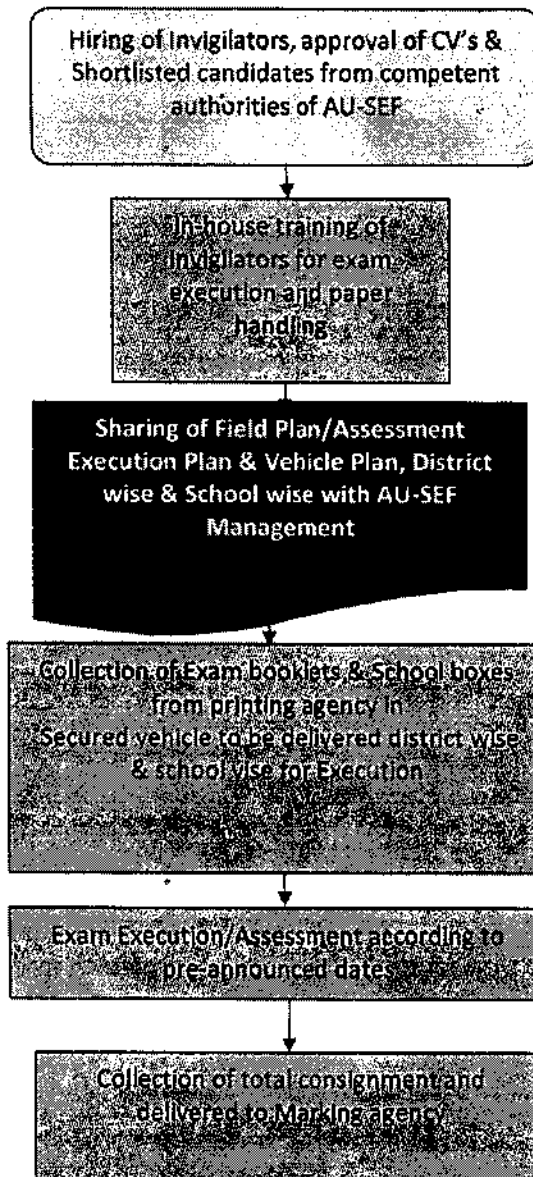 Hiring of Invigilators, approval of CV's &
Shortlisted candidates from competent
authorities of AU-SEF
In-house training of
invigilators for exam
execution and paper
handling
Sharing of Field Plan/Assessment
Execution Plan & Vehicle Plan, District
wise & School wise with AU-SEF
Management
Collection of Exam booklets & School boxes
from printing agency in
Secured vehicle to be delivered district wise
& school vise for Execution
Exam Execution/Assessment according to
pre-announced dates
Collection of total consignment and
delivered to Marking agency